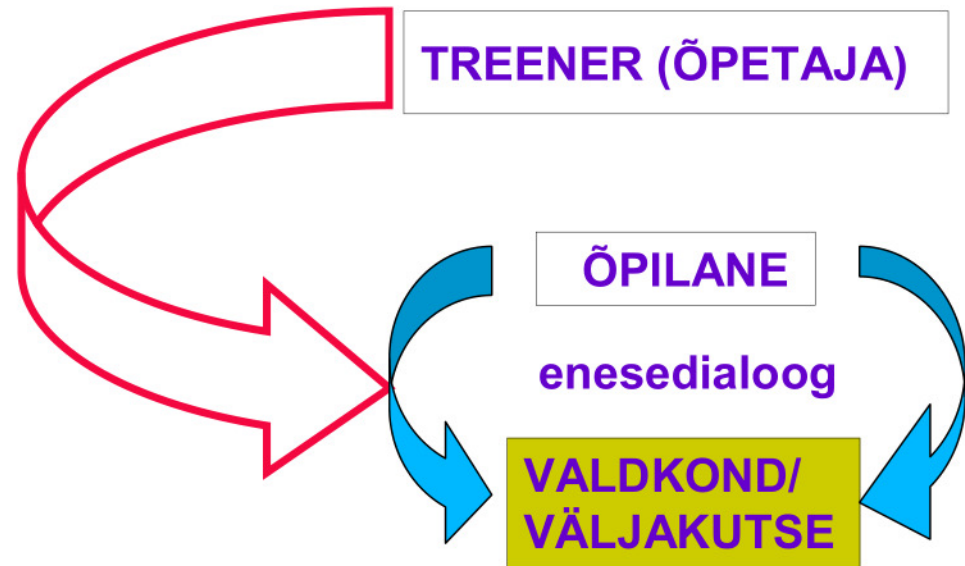 TREENER (ÕPETAJA)
ÕPILANE
enesedialoog
VALDKOND/
VÄLJAKUTSE